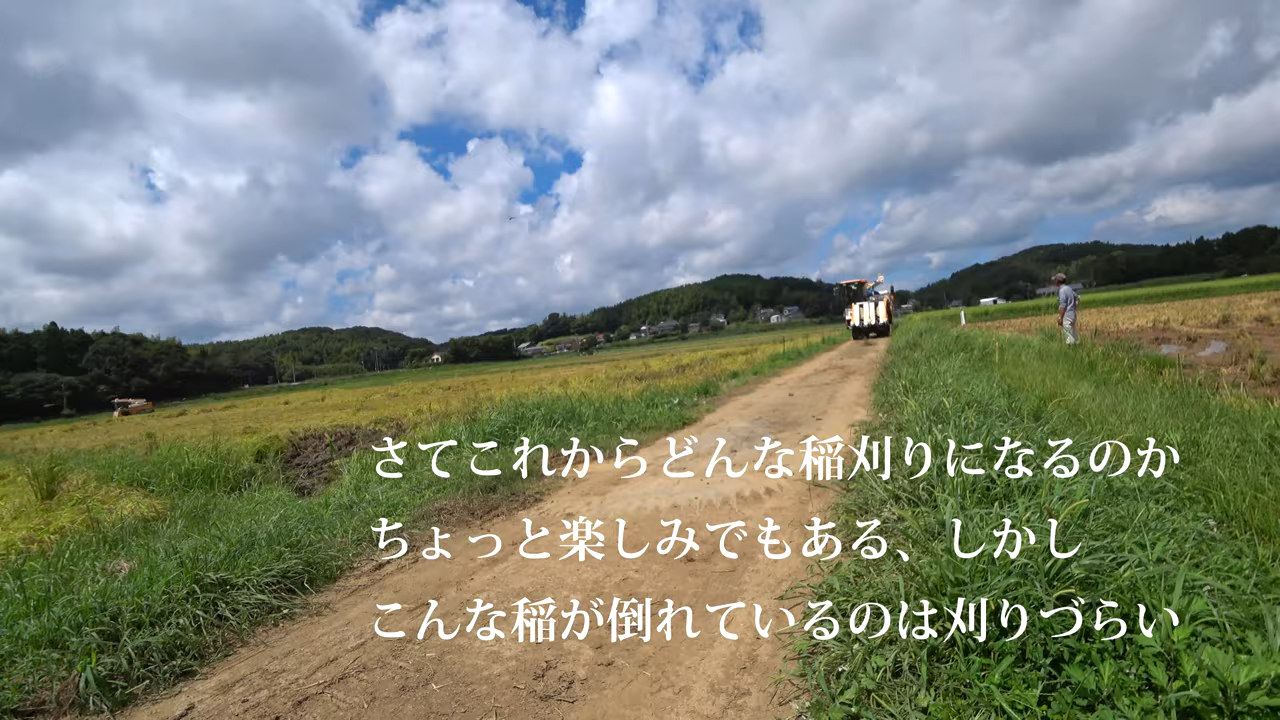 さてこれからどんな稲刈りになるのか
ちょっと楽しみでもある、しかし
こんな稲が倒れているのは刈りづらい